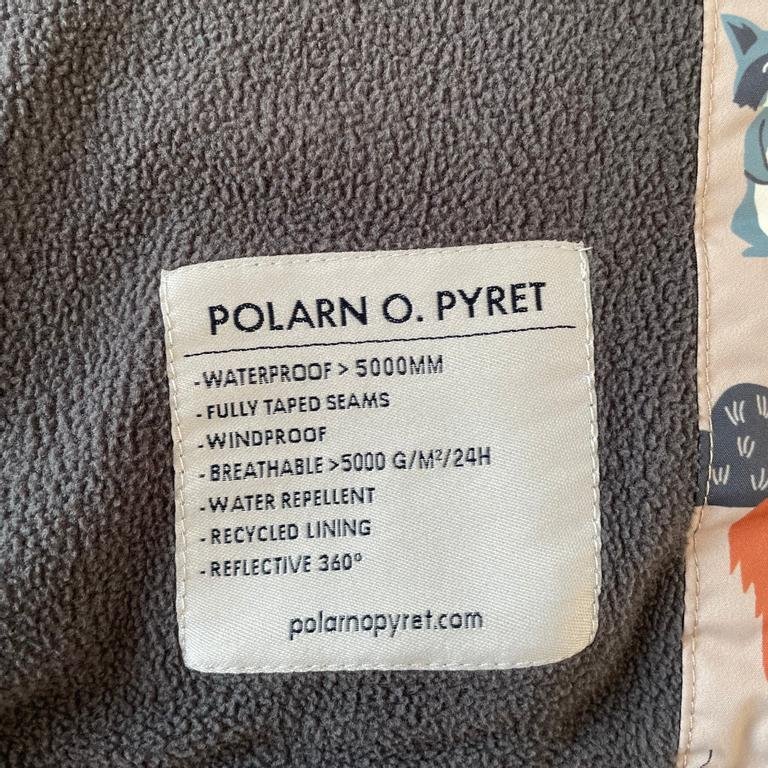 POLARN O. PYRET
-WATERPROOF > 5000MM
-FULLY TAPED SEAMS
-WINDPROOF
-BREATHABLE >5000 G/M²/24H
-WATER REPELLENT
-RECYCLED LINING
-REFLECTIVE 360°
polarnopyret.com